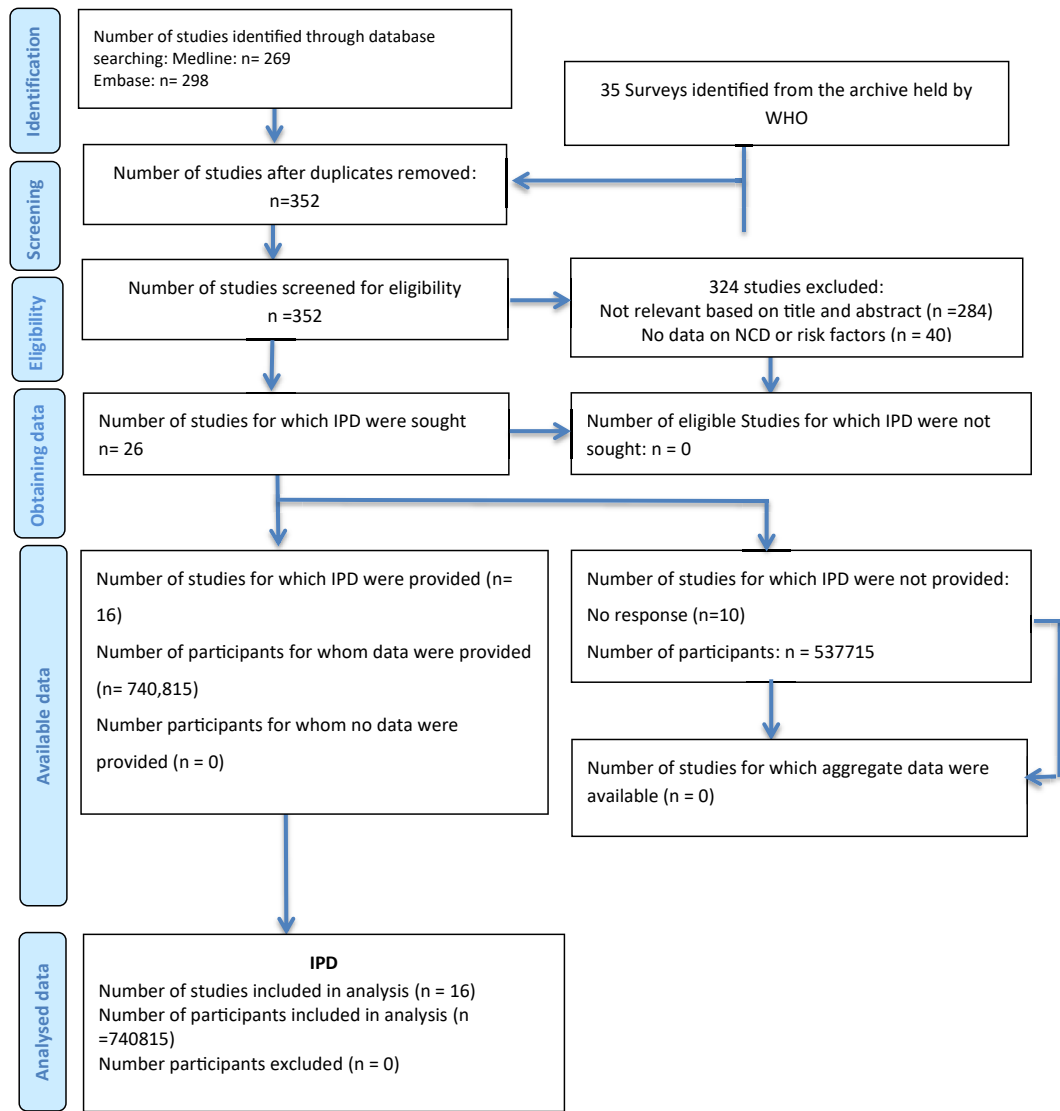 Identification
Number of studies identified through database
searching: Medline: n= 269
Embase: n= 298
35 Surveys identified from the archive held by
WHO
Screening
Number of studies after duplicates removed:
n=352
Eligibility
Number of studies screened for eligibility
n =352
324 studies excluded:
Not relevant based on title and abstract (n =284)
No data on NCD or risk factors (n = 40)
Obtaining data
Number of studies for which IPD were sought
n= 26
Number of eligible Studies for which IPD were not
sought: n = 0
Available data
Number of studies for which IPD were provided (n=
16)
Number of participants for whom data were provided
(n= 740,815)
Number participants for whom no data were
provided (n = 0)
Number of studies for which IPD were not provided:
No response (n=10)
Number of participants: n = 537715
Number of studies for which aggregate data were
available (n = 0)
Analysed data
IPD
Number of studies included in analysis (n = 16)
Number of participants included in analysis (n
=740815)
Number participants excluded (n = 0)